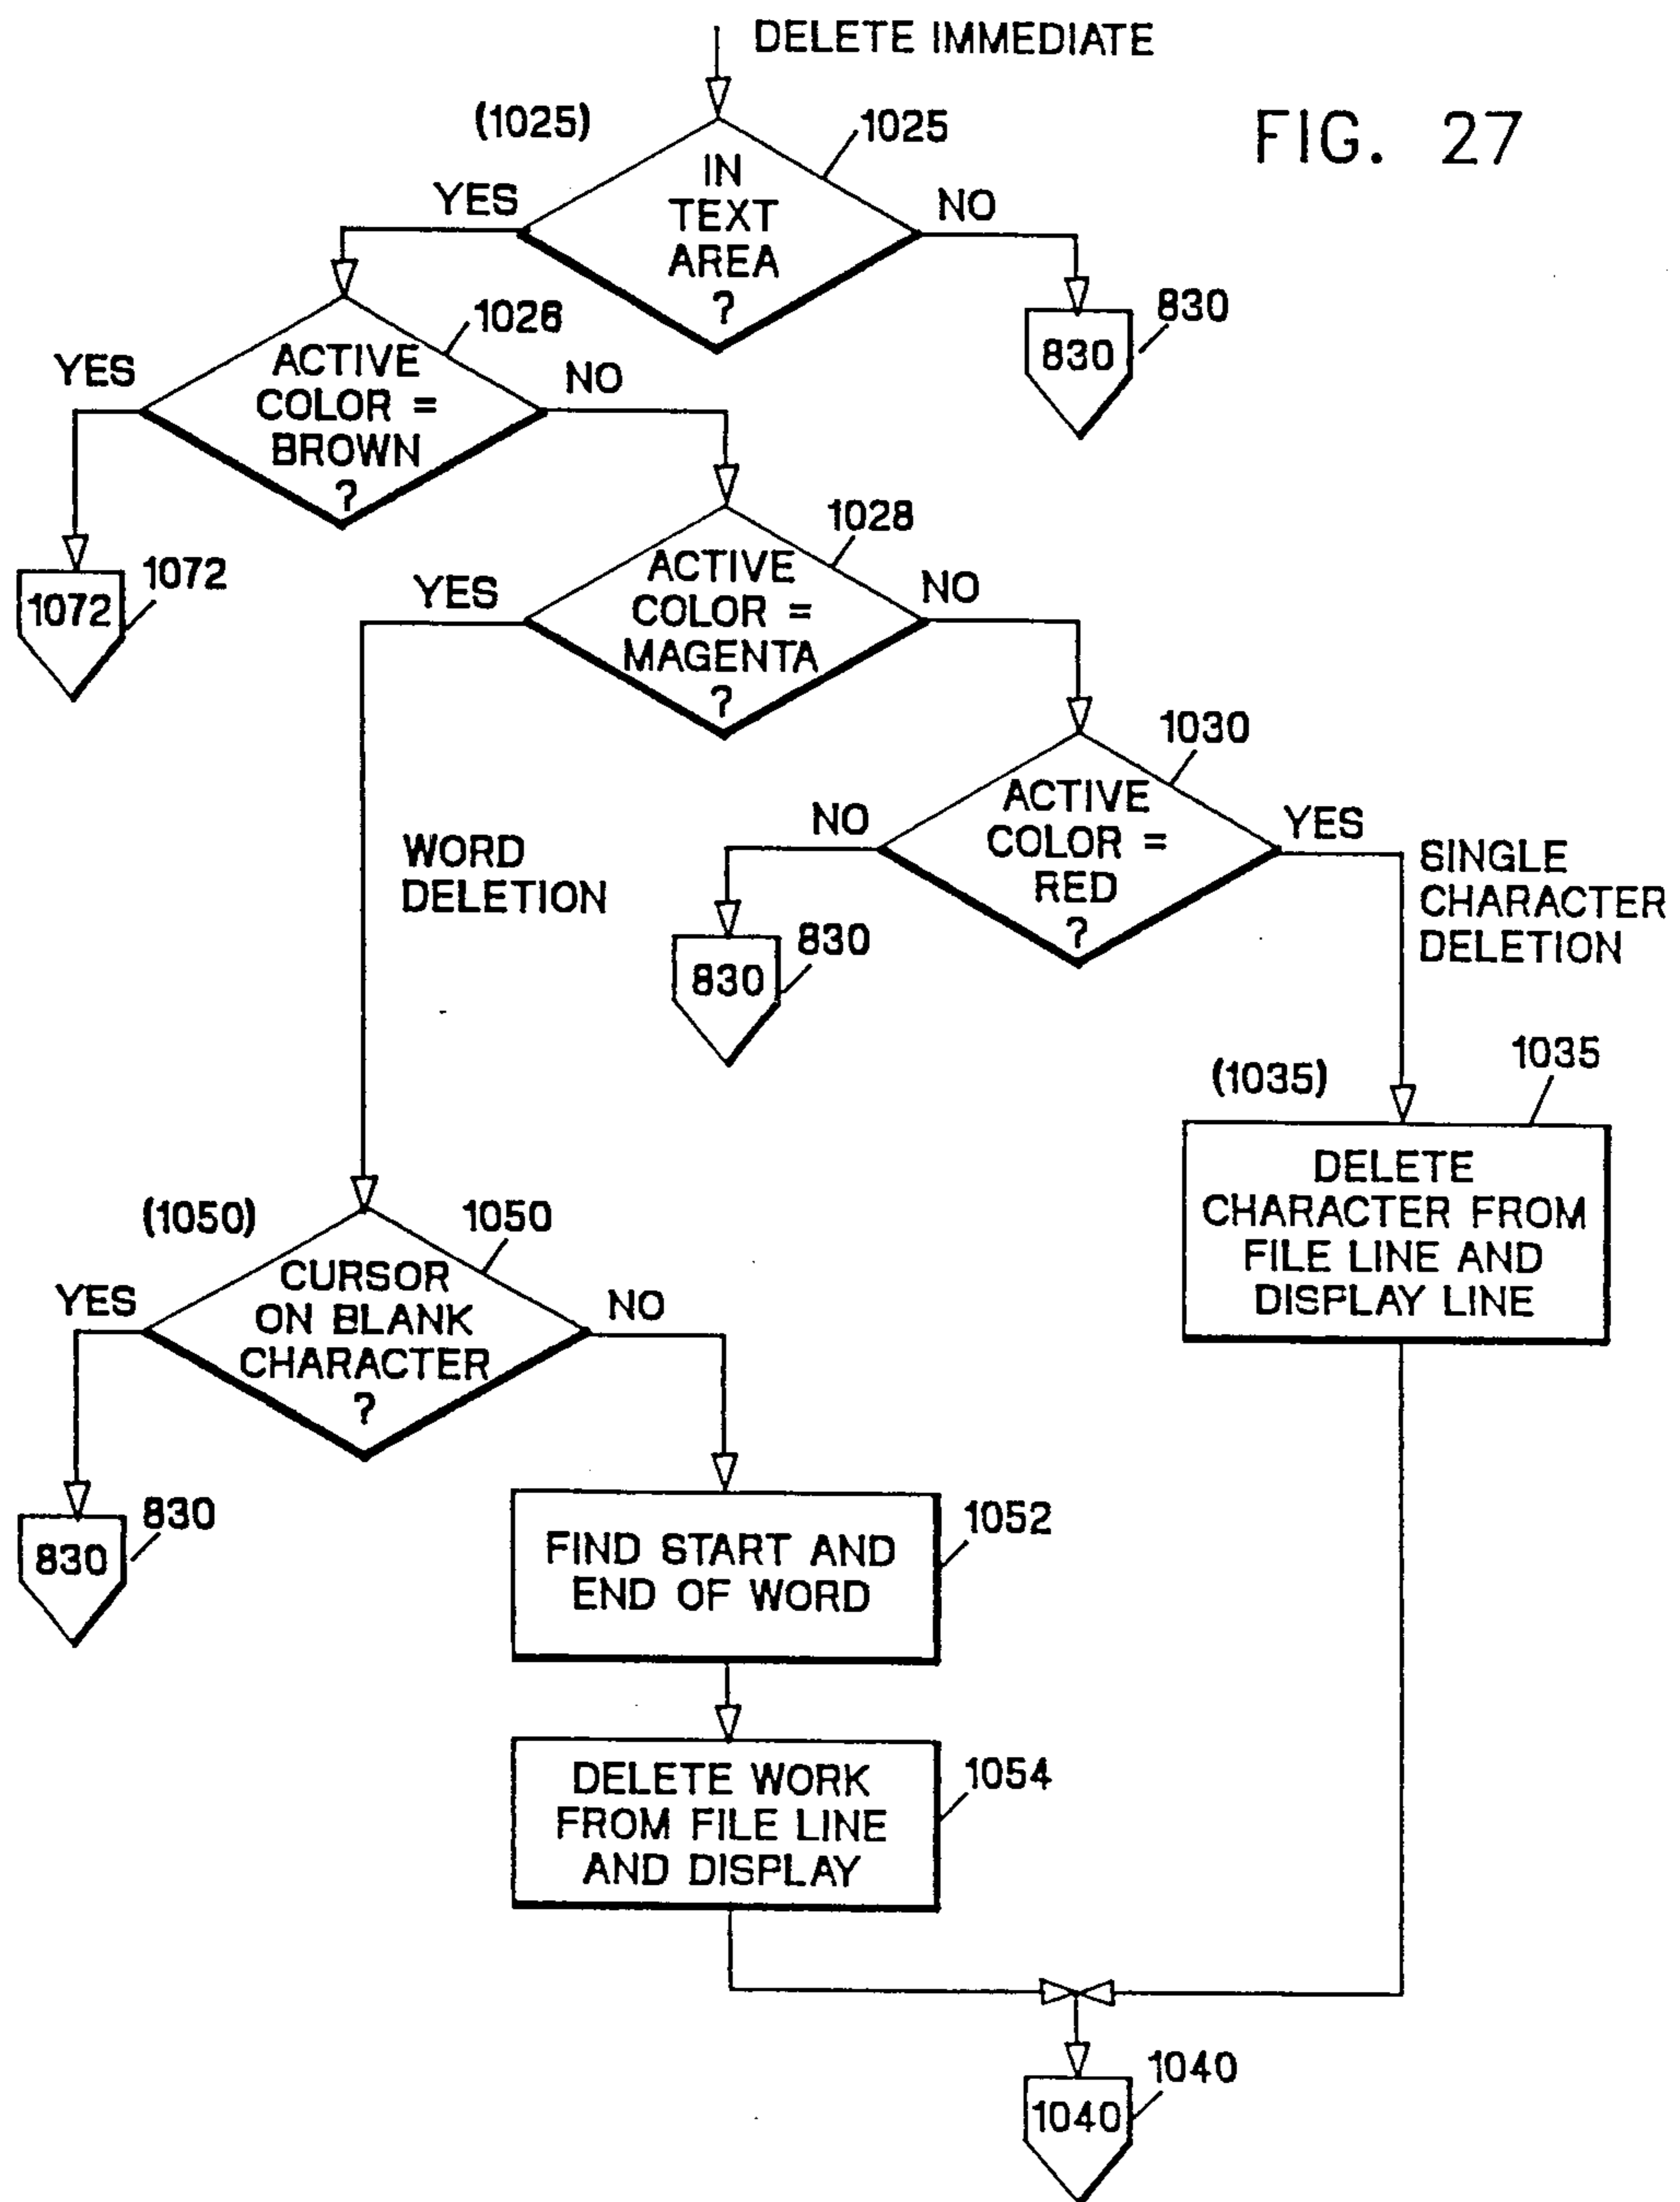 DELETE IMMEDIATE
FIG. 27
(1025)
1025
IN
TEXT
AREA
?
YES
NO
830
830
1026
ACTIVE
COLOR =
BROWN
?
YES
NO
1072
1072
1028
ACTIVE
COLOR =
MAGENTA
?
YES
NO
1030
ACTIVE
COLOR =
RED
?
NO
YES
830
830
WORD
DELETION
SINGLE
CHARACTER
DELETION
(1035)
1035
DELETE
CHARACTER FROM
FILE LINE AND
DISPLAY LINE
(1050)
1050
CURSOR
ON BLANK
CHARACTER
?
YES
NO
830
830
1052
FIND START AND
END OF WORD
1054
DELETE WORK
FROM FILE LINE
AND DISPLAY
1040
1040